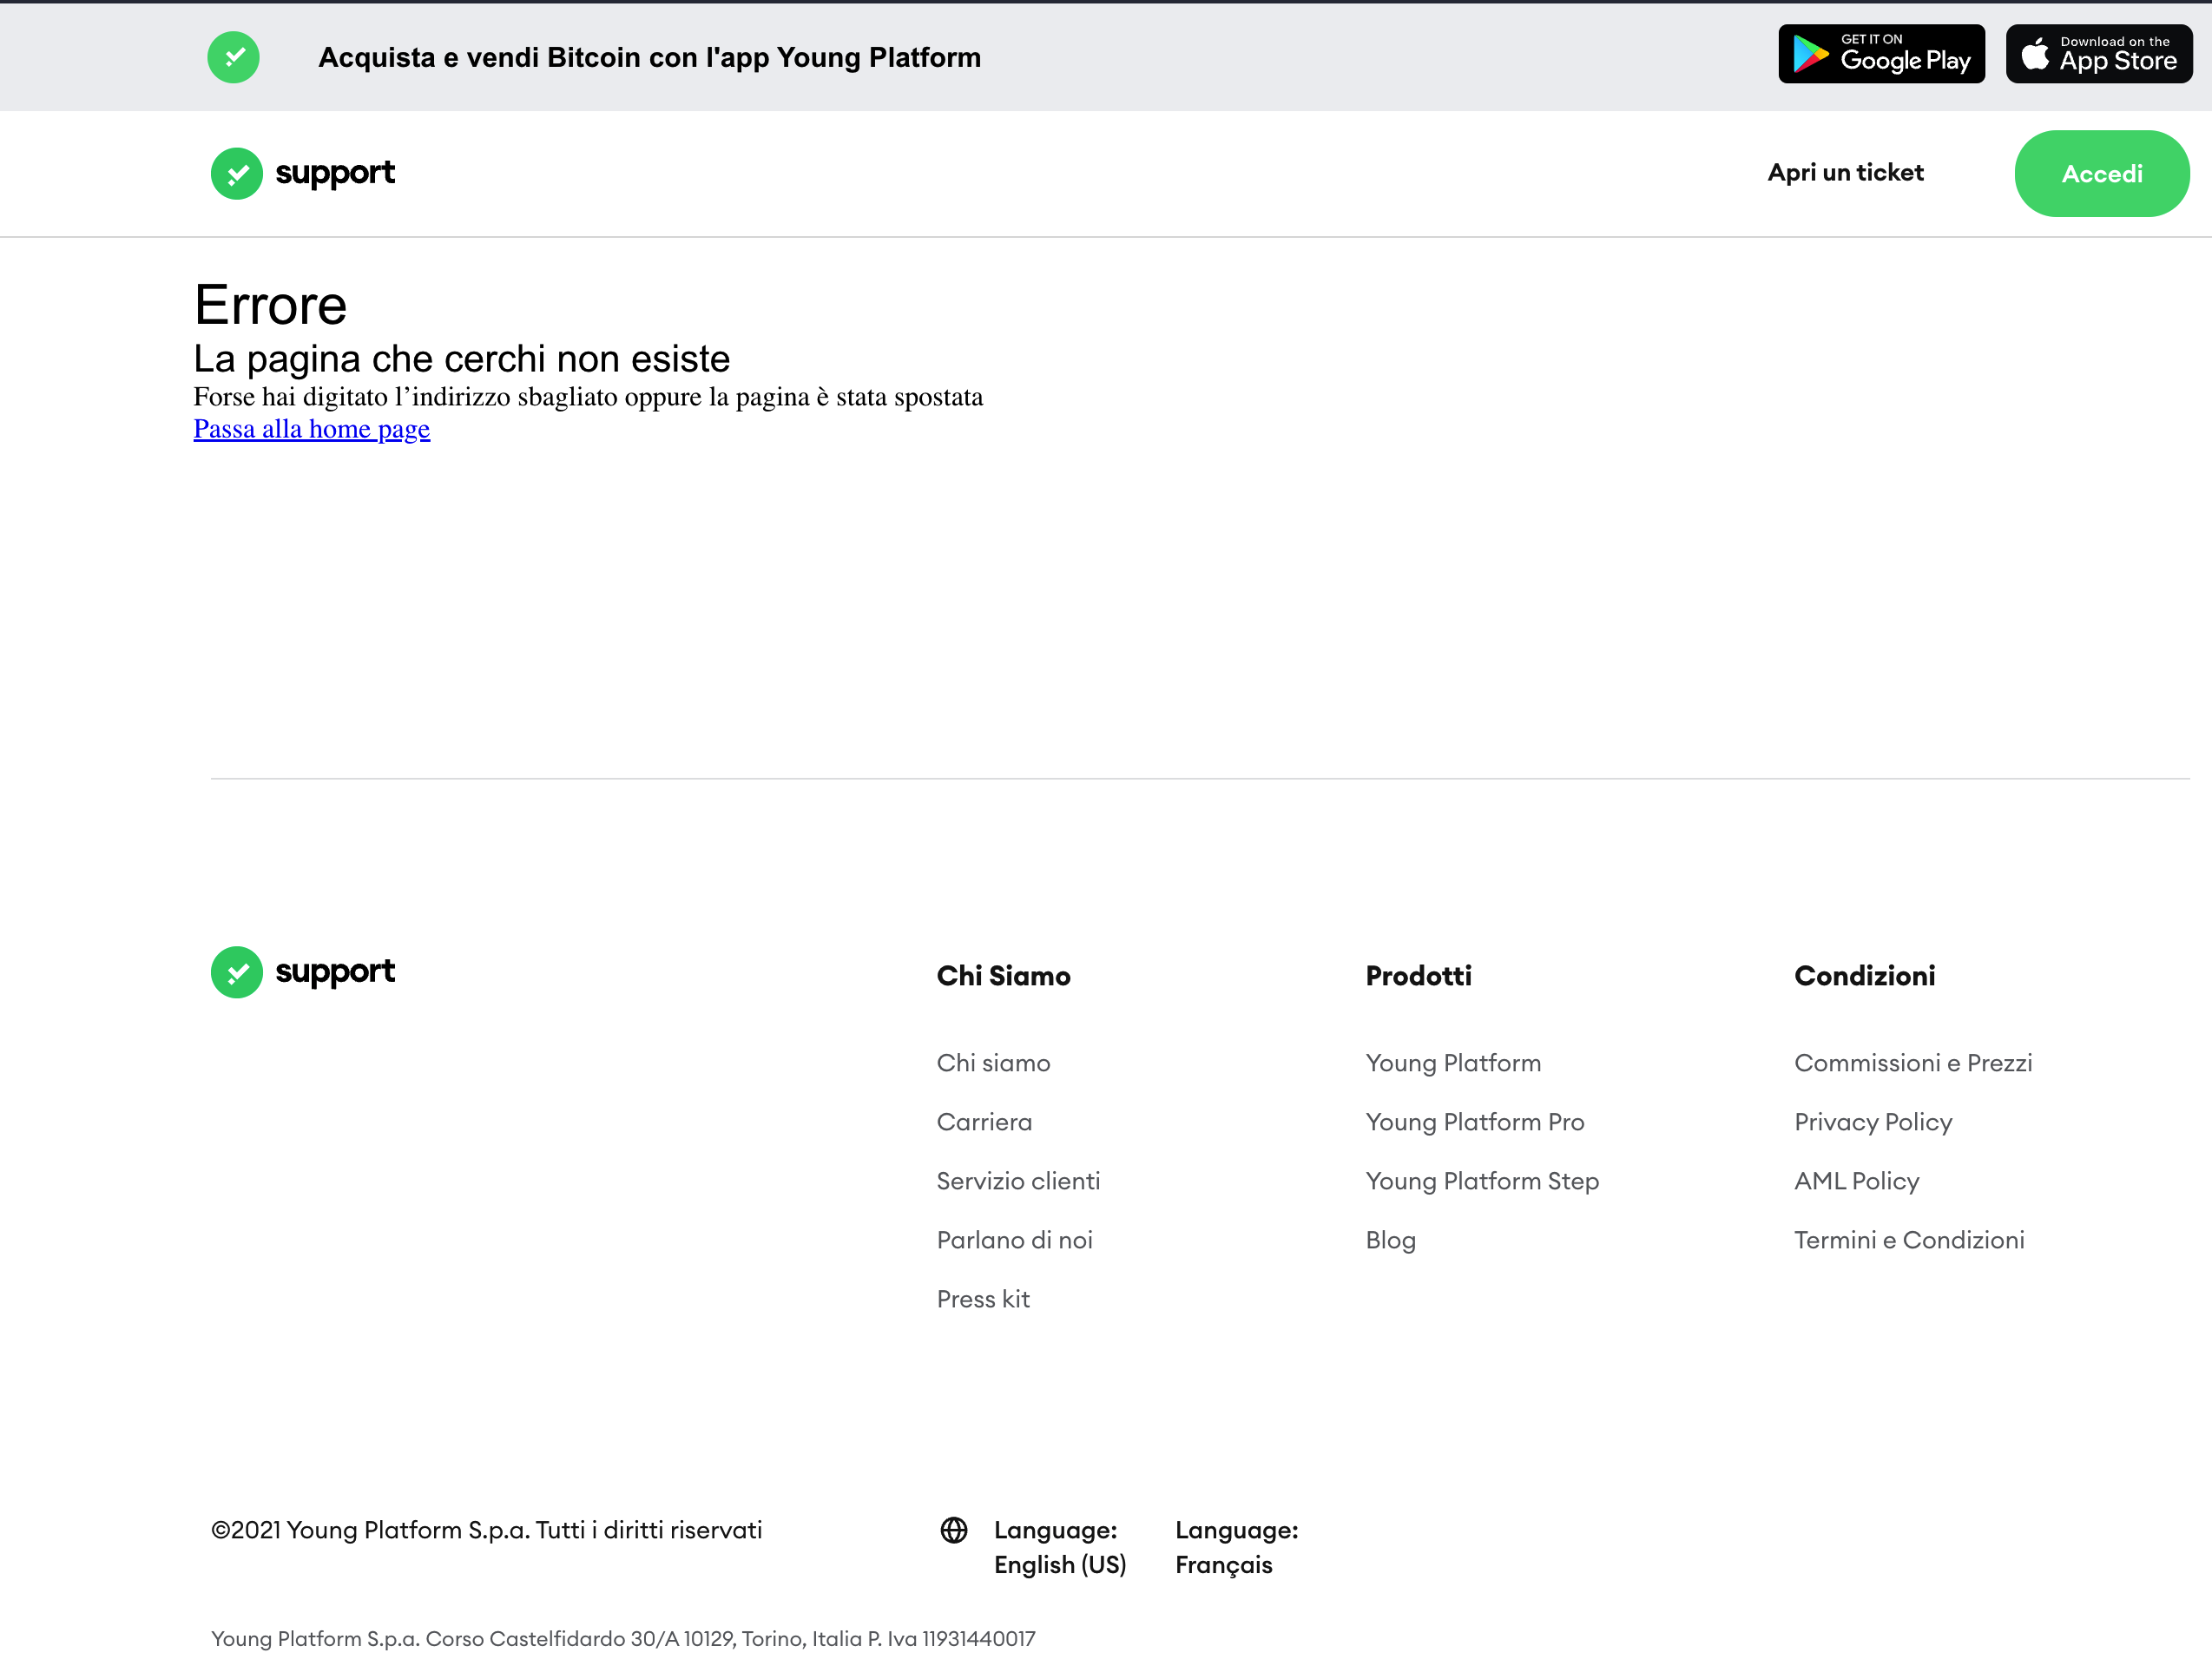 Acquista e vendi Bitcoin con l'app Young Platform
GET IT ON
Google Play
Download on the
App Store
support
Apri un ticket
Accedi
Errore
La pagina che cerchi non esiste
Forse hai digitato l’indirizzo sbagliato oppure la pagina è stata spostata
Passa alla home page
support
Chi Siamo
Chi siamo
Carriera
Servizio clienti
Parlano di noi
Press kit
Prodotti
Young Platform
Young Platform Pro
Young Platform Step
Blog
Condizioni
Commissioni e Prezzi
Privacy Policy
AML Policy
Termini e Condizioni
©2021 Young Platform S.p.a. Tutti i diritti riservati
Language:
English (US)
Language:
Français
Young Platform S.p.a. Corso Castelfidardo 30/A 10129, Torino, Italia P. Iva 11931440017